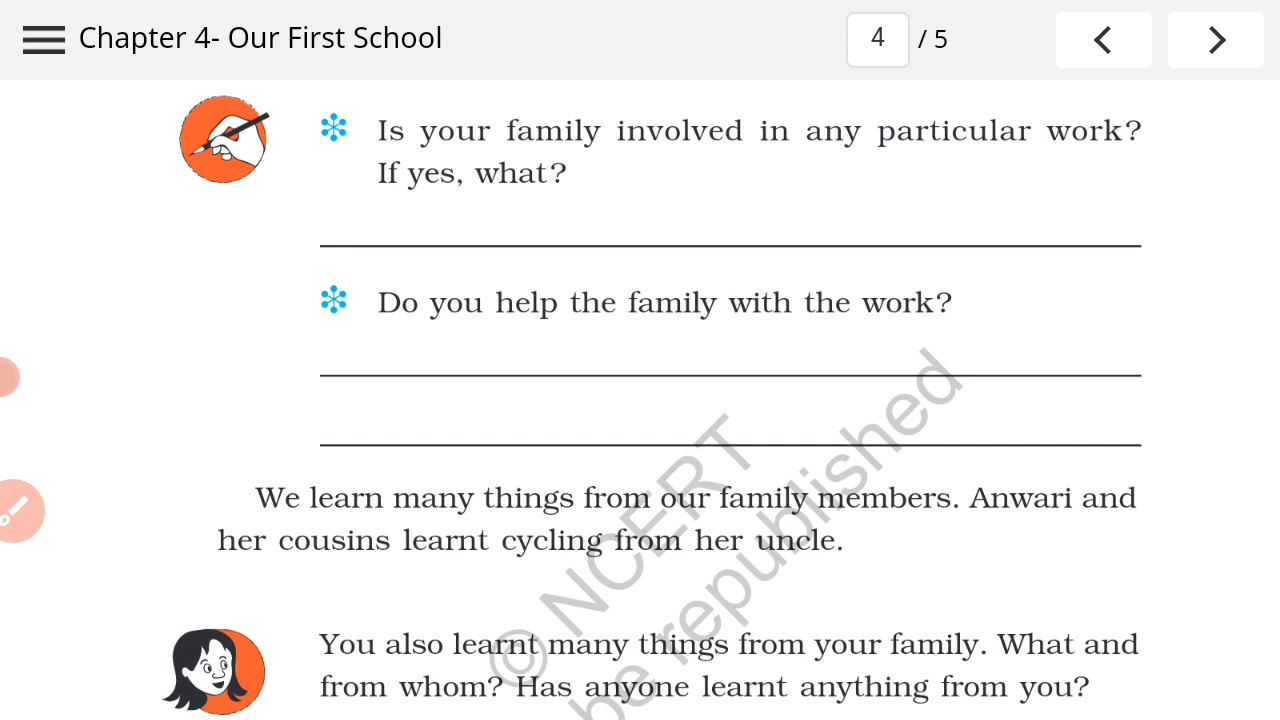 Chapter 4- Our First School
4 / 5
Is your family involved in any particular work?
If yes, what?
Do you help the family with the work?
We learn many things from our family members. Anwari and
her cousins learnt cycling from her uncle.
You also learnt many things from your family. What and
from whom? Has anyone learnt anything from you?
© NCERT
be republished